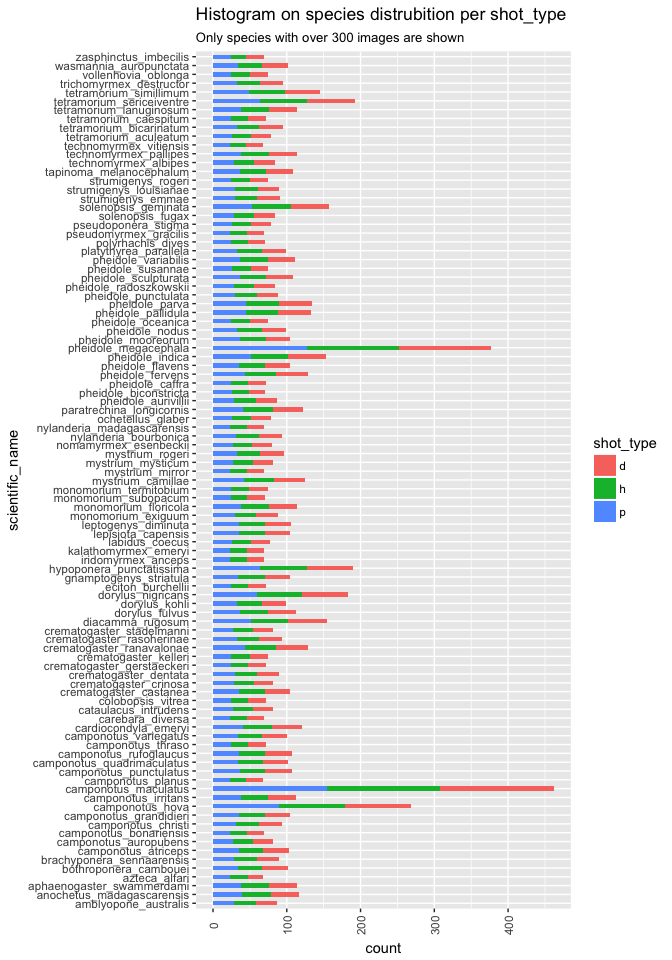 Histogram on species distrubition per shot_type
Only species with over 300 images are shown
zasphinctus_imbecilis
wasmannia_auropunctata
vollenhovia_oblonga
trichomyrmex_destructor
tetramorium_simillimum
tetramorium_sericeiventre
tetramorium_lanuginosum
tetramorium_caespitum
tetramorium_bicarinatum
tetramorium_aculeatum
technomyrmex_vitiensis
technomyrmex_pallipes
technomyrmex_albipes
tapinoma_melanocephalum
strumigenys_rogeri
strumigenys_louisianae
strumigenys_emmae
solenopsis_geminata
solenopsis_fugax
pseudoponera_stigma
pseudomyrmex_gracilis
polyrhachis_dives
platythyrea_parallela
pheidole_variabilis
pheidole_susannae
pheidole_sculpturata
pheidole_radoszkowskii
pheidole_punctulata
pheidole_parva
pheidole_pallidula
pheidole_oceanica
pheidole_nodus
pheidole_mooreorum
pheidole_megacephala
pheidole_indica
pheidole_flavens
pheidole_fervens
pheidole_caffra
pheidole_biconstricta
pheidole_aurivillii
paratrechina_longicornis
ochetellus_glaber
nylanderia_madagascarensis
nylanderia_bourbonica
nomamyrmex_esenbeckii
mystrium_rogeri
mystrium_mysticum
mystrium_mirror
mystrium_camillae
monomorium_termitobium
monomorium_subopacum
monomorium_floricola
monomorium_exiguum
leptogenys_diminuta
lepisiota_capensis
labidus_coecus
kalathomyrmex_emeryi
iridomyrmex_anceps
hypoponera_punctatissima
gnamptogenys_striatula
eciton_burchellii
dorylus_nigricans
dorylus_kohli
dorylus_fulvus
diacamma_rugosum
crematogaster_stadelmanni
crematogaster_rasoherinae
crematogaster_ranavalonae
crematogaster_kelleri
crematogaster_gerstaeckeri
crematogaster_dentata
crematogaster_crinosa
crematogaster_castanea
colobopsis_vitrea
cataulacus_intrudens
carebara_diversa
cardiocondyla_emeryi
camponotus_variegatus
camponotus_thraso
camponotus_rufoglaucus
camponotus_quadrimaculatus
camponotus_punctulatus
camponotus_planus
camponotus_maculatus
camponotus_irritans
camponotus_hova
camponotus_grandidieri
camponotus_christi
camponotus_bonariensis
camponotus_auropubens
camponotus_atriceps
brachyponera_sennaarensis
bothroponera_cambouei
azteca_alfari
aphaenogaster_swammerdami
anochetus_madagascarensis
amblyopone_australis
scientific_name
0
100
200
300
400
count
shot_type
d
h
p